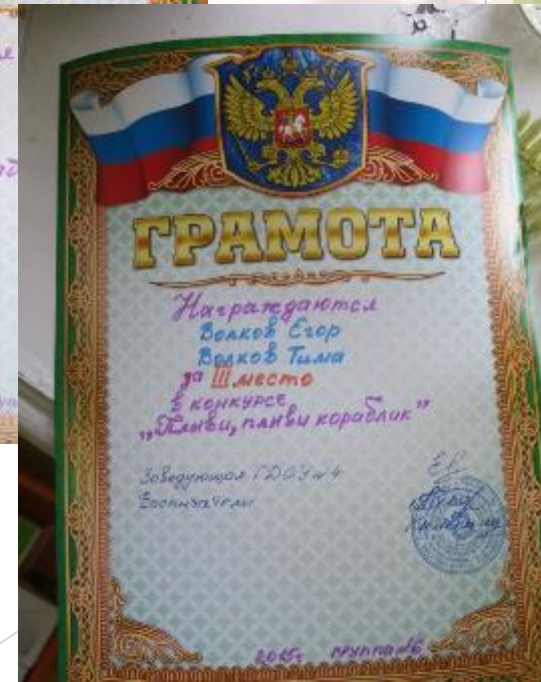 ГРАМОТА
Награждаются
Волков Егор
Волков Тима
за III место
в конкурсе
„Плыви, плыви кораблик”
Заведующая ГДОУ №4
Воспитатели
2015г группа №6